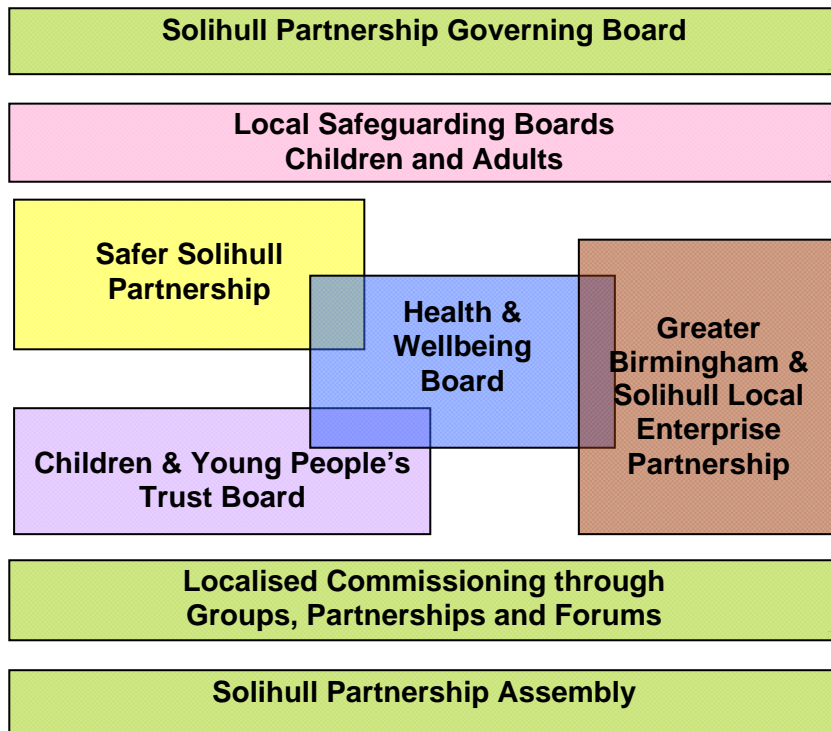 Solihull Partnership Governing Board
Local Safeguarding Boards
Children and Adults
Safer Solihull
Partnership
Health &
Wellbeing
Board
Greater
Birmingham &
Solihull Local
Enterprise
Partnership
Children & Young People's
Trust Board
Localised Commissioning through
Groups, Partnerships and Forums
Solihull Partnership Assembly